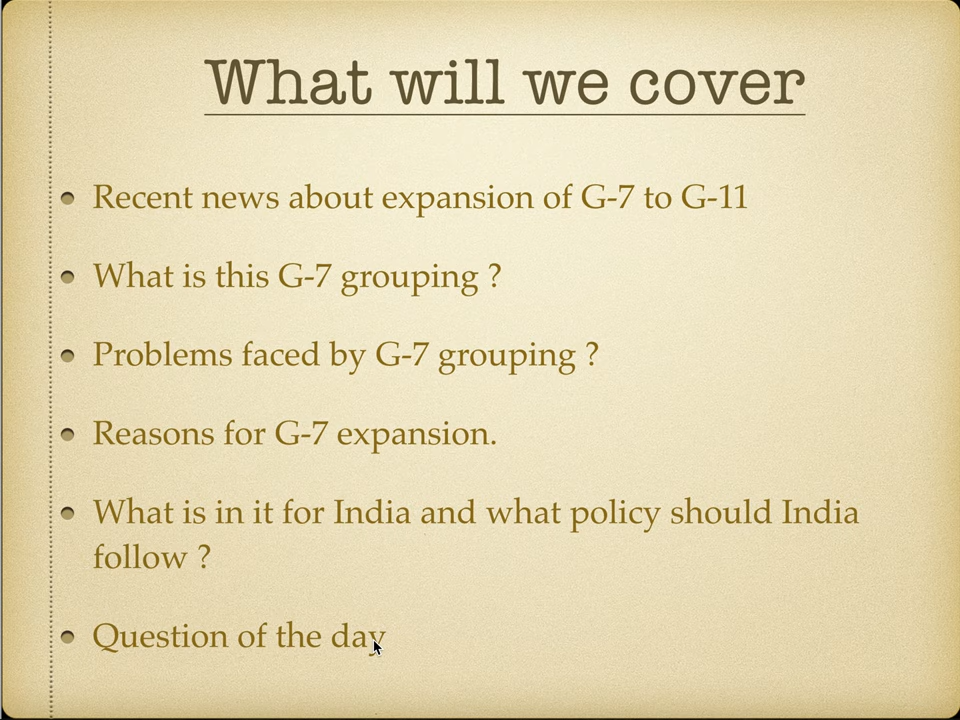 What will we cover
Recent news about expansion of G-7 to G-11
What is this G-7 grouping ?
Problems faced by G-7 grouping ?
Reasons for G-7 expansion.
What is in it for India and what policy should India
follow ?
Question of the day